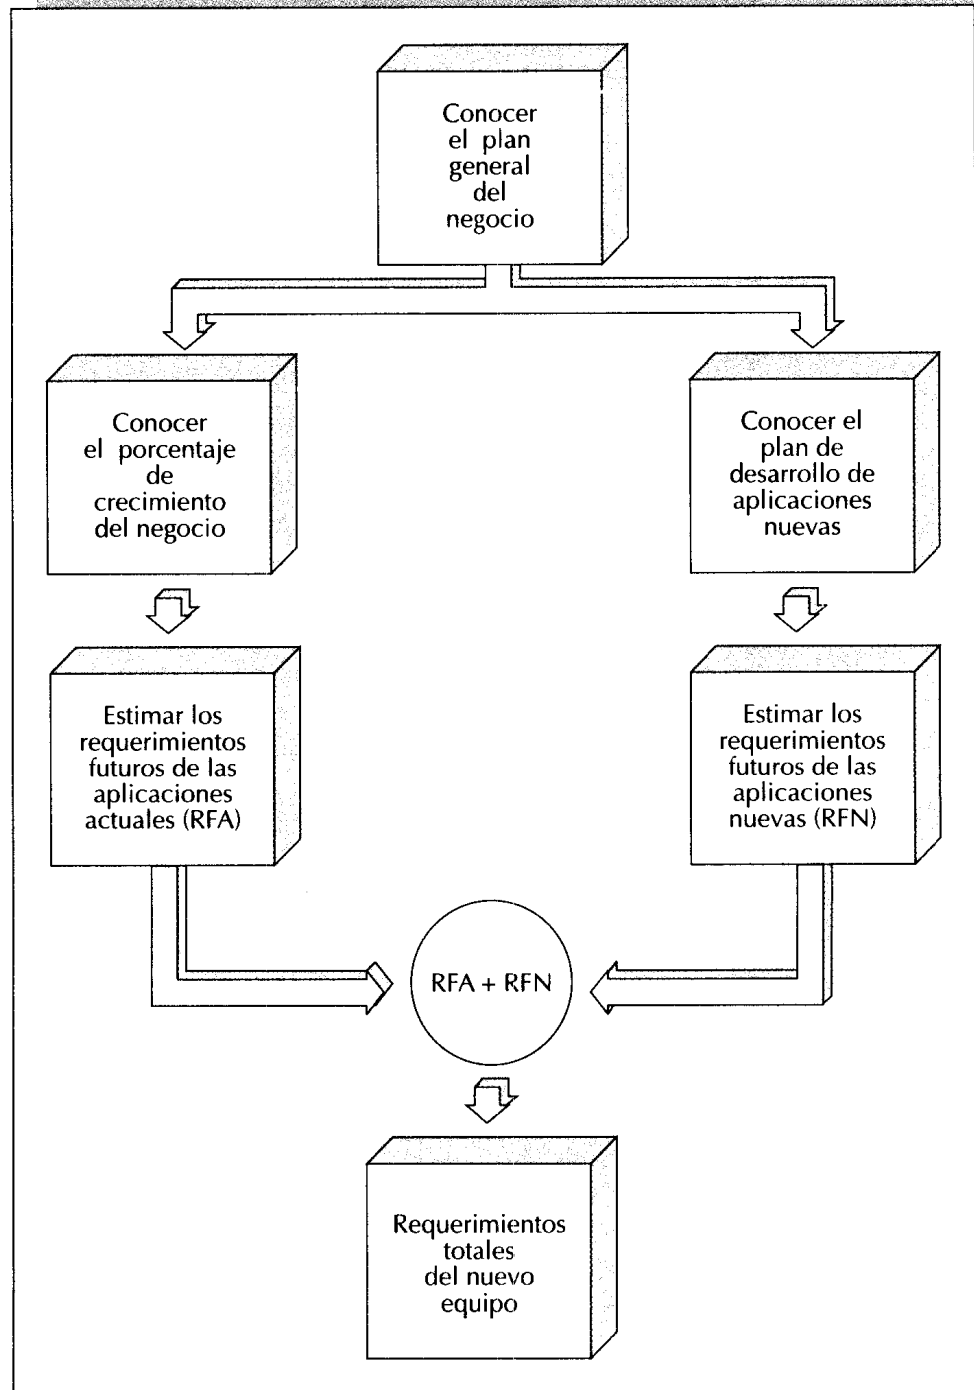 Conocer
el plan
general
del
negocio
Conocer
el porcentaje
de
crecimiento
del negocio
Conocer el
plan de
desarrollo de
aplicaciones
nuevas
Estimar los
requerimientos
futuros de las
aplicaciones
actuales (RFA)
Estimar los
requerimientos
futuros de las
aplicaciones
nuevas (RFN)
RFA + RFN
Requerimientos
totales
del nuevo
equipo